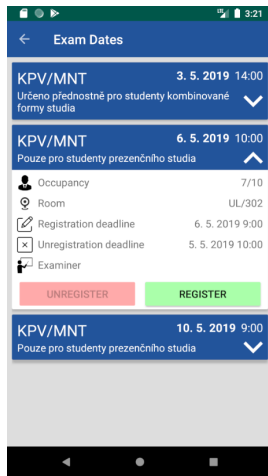 3:21
Exam Dates
KPV/MNT 3. 5. 2019 14:00
Určeno přednostně pro studenty kombinované
formy studia
KPV/MNT 6. 5. 2019 10:00
Pouze pro studenty prezenčního studia
Occupancy 7/10
Room UL/302
Registration deadline 6. 5. 2019 9:00
Unregistration deadline 5. 5. 2019 10:00
Examiner
UNREGISTER REGISTER
KPV/MNT 10. 5. 2019 9:00
Pouze pro studenty prezenčního studia